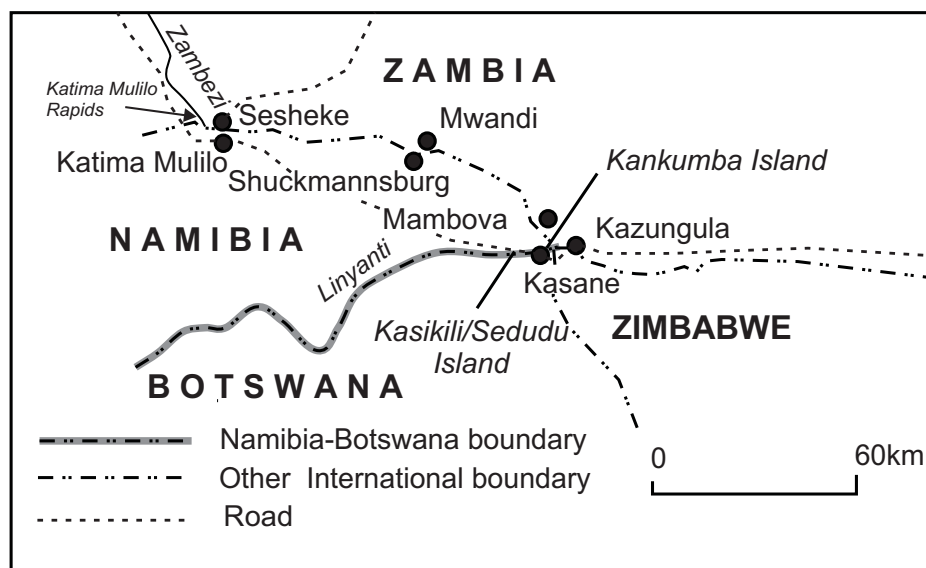 Zambezi
ZAMBIA
Katima Mulilo
Rapids
Sesheke
Mwandi
Katima Mulilo
Kankumba Island
Shuckmannsburg
Mambova
Kazungula
NAMIBIA
Linyanti
Kasane
Kasikili/Sedudu
Island
ZIMBABWE
BOTSWANA
Namibia-Botswana boundary
Other International boundary
Road
0 60km